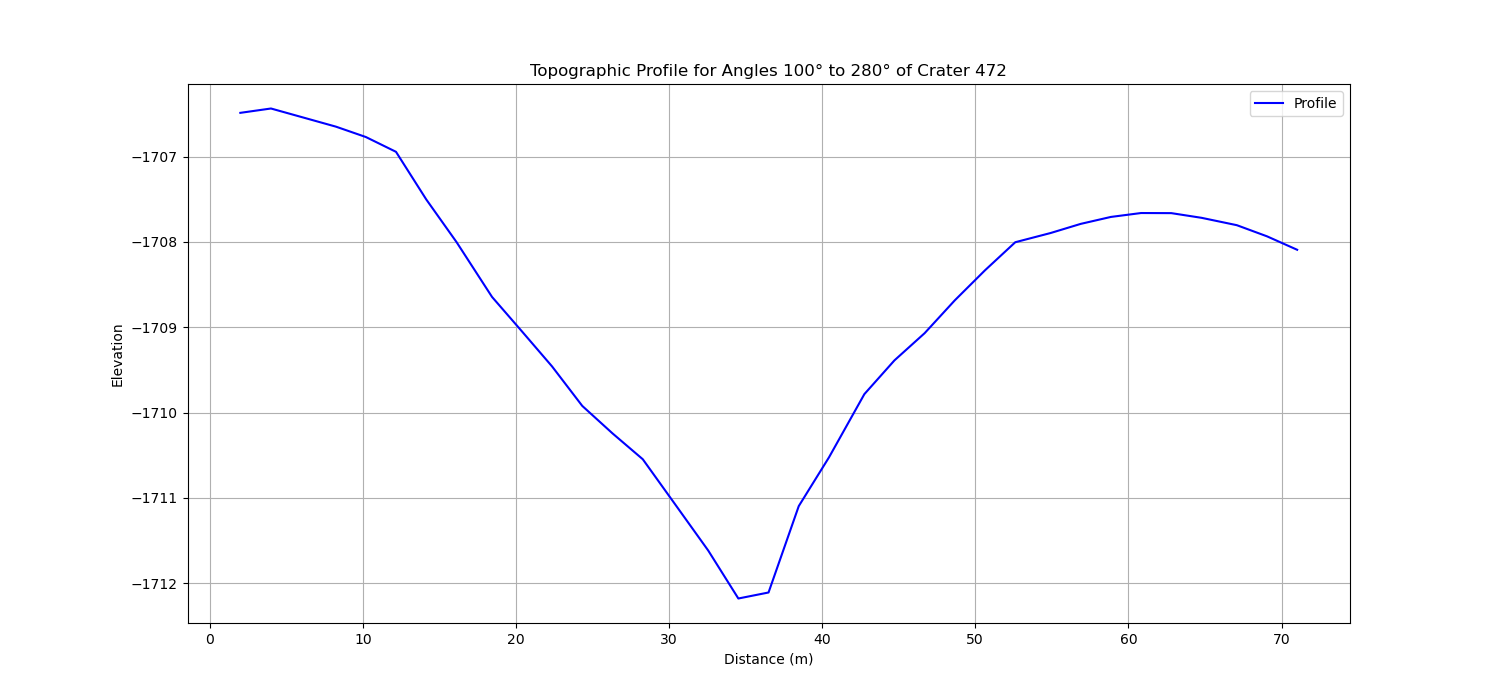 Topographic Profile for Angles 100° to 280° of Crater 472
Profile
−1707
−1708
−1709
−1710
−1711
−1712
Elevation
0 10 20 30 40 50 60 70
Distance (m)